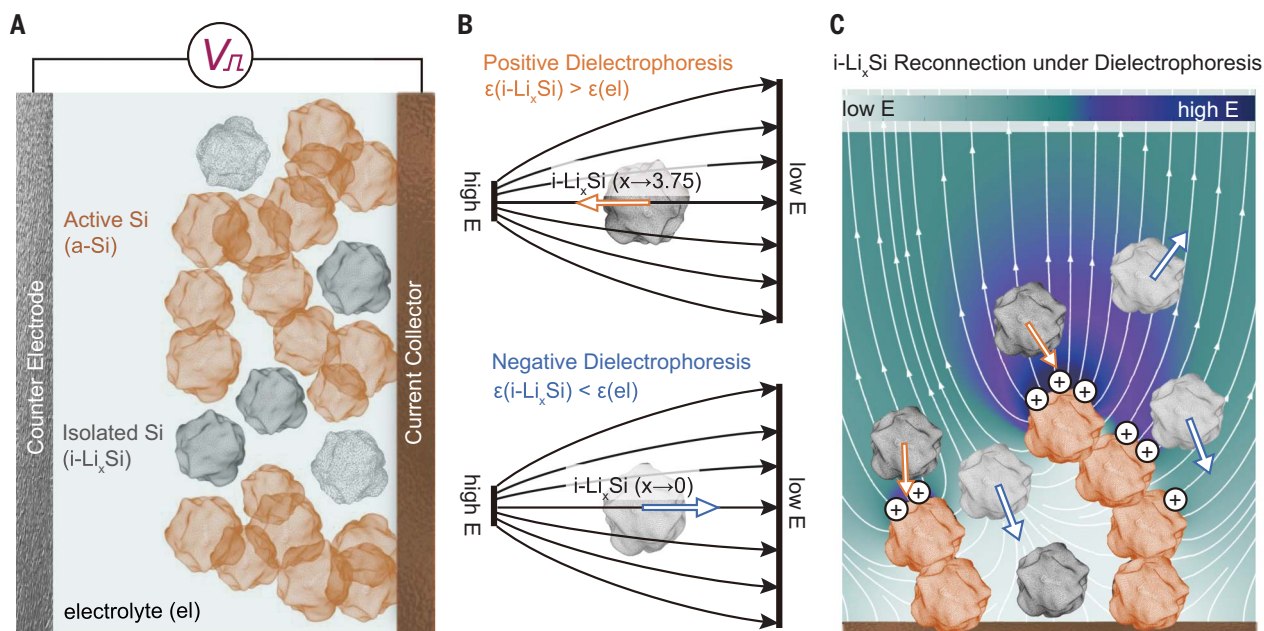 A
V
Counter Electrode
Active Si
(a-Si)
Isolated Si
(i-LiₓSi)
electrolyte (el)
Current Collector
B
Positive Dielectrophoresis
ε(i-LiₓSi) > ε(el)
high E
i-LiₓSi (x→3.75)
low E
Negative Dielectrophoresis
ε(i-LiₓSi) < ε(el)
high E
i-LiₓSi (x→0)
low E
C
i-LiₓSi Reconnection under Dielectrophoresis
low E
high E
+
+
+
+
+
+
+
+